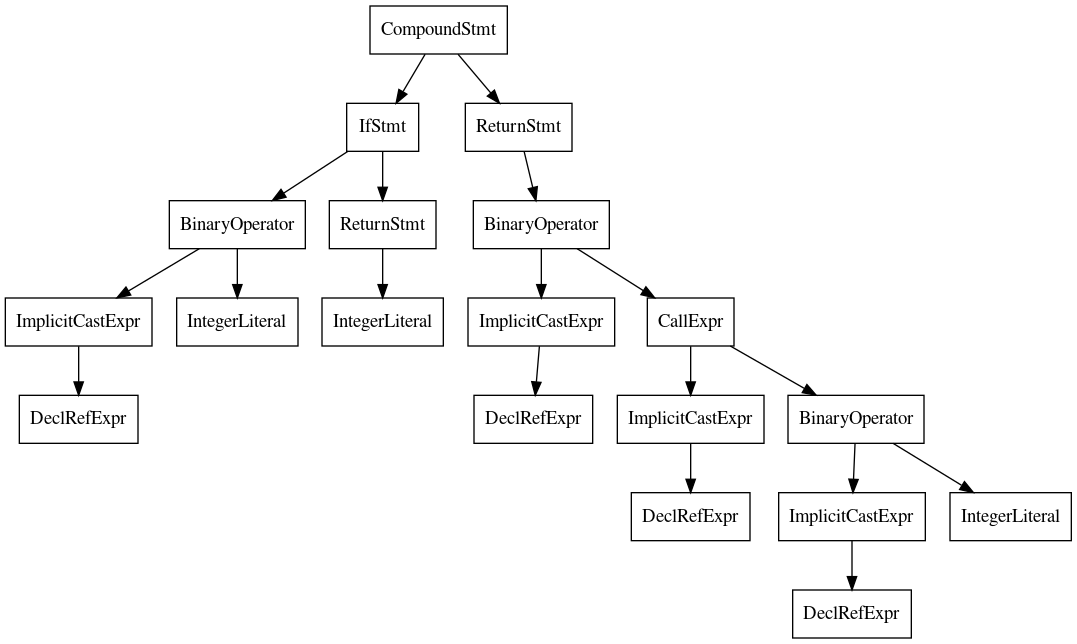 CompoundStmt
IfStmt
ReturnStmt
BinaryOperator
ReturnStmt
BinaryOperator
ImplicitCastExpr
IntegerLiteral
IntegerLiteral
ImplicitCastExpr
CallExpr
DeclRefExpr
DeclRefExpr
ImplicitCastExpr
BinaryOperator
DeclRefExpr
ImplicitCastExpr
IntegerLiteral
DeclRefExpr